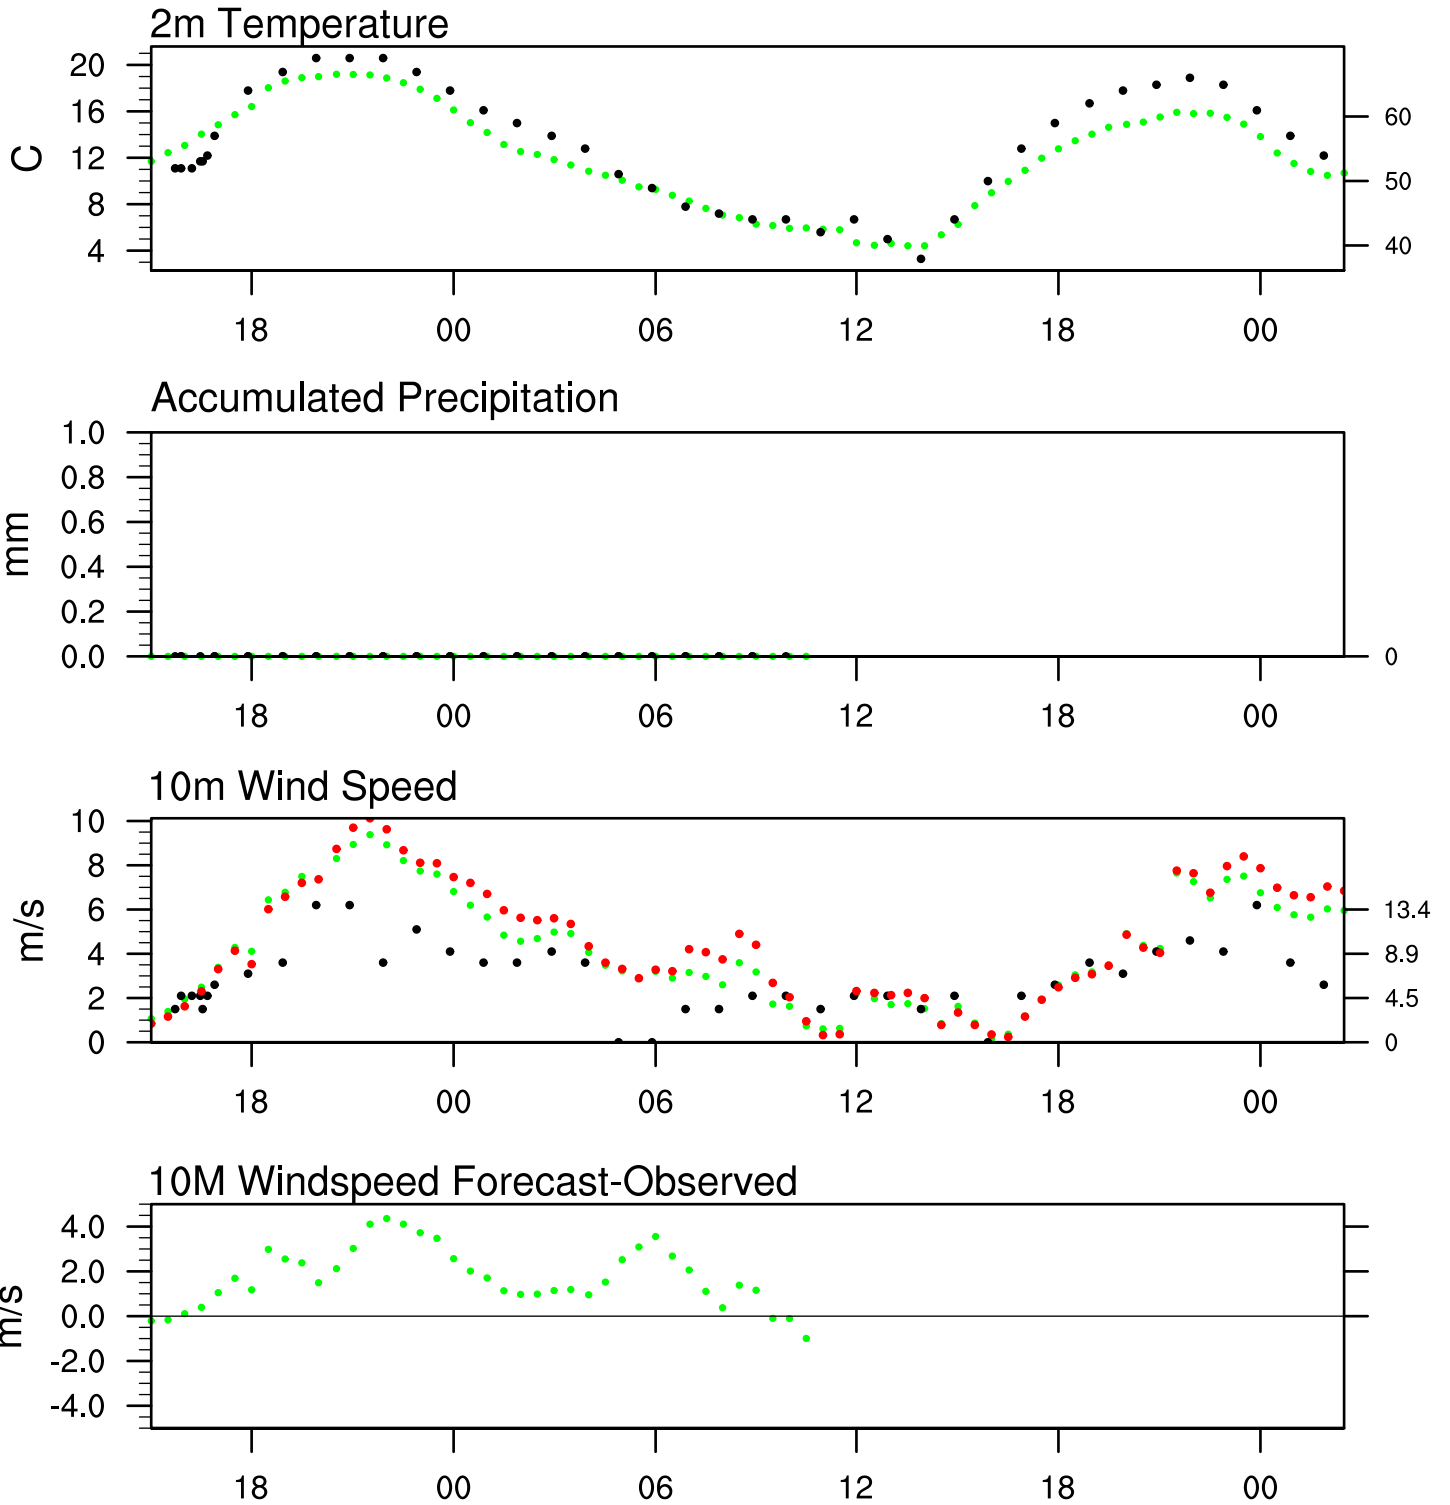 2m Temperature
20
16
12
8
4
C
60
50
40
18 00 06 12 18 00
Accumulated Precipitation
1.0
0.8
0.6
0.4
0.2
0.0
mm
0
18 00 06 12 18 00
10m Wind Speed
10
8
6
4
2
0
m/s
13.4
8.9
4.5
0
18 00 06 12 18 00
10M Windspeed Forecast-Observed
4.0
2.0
0.0
-2.0
-4.0
m/s
18 00 06 12 18 00